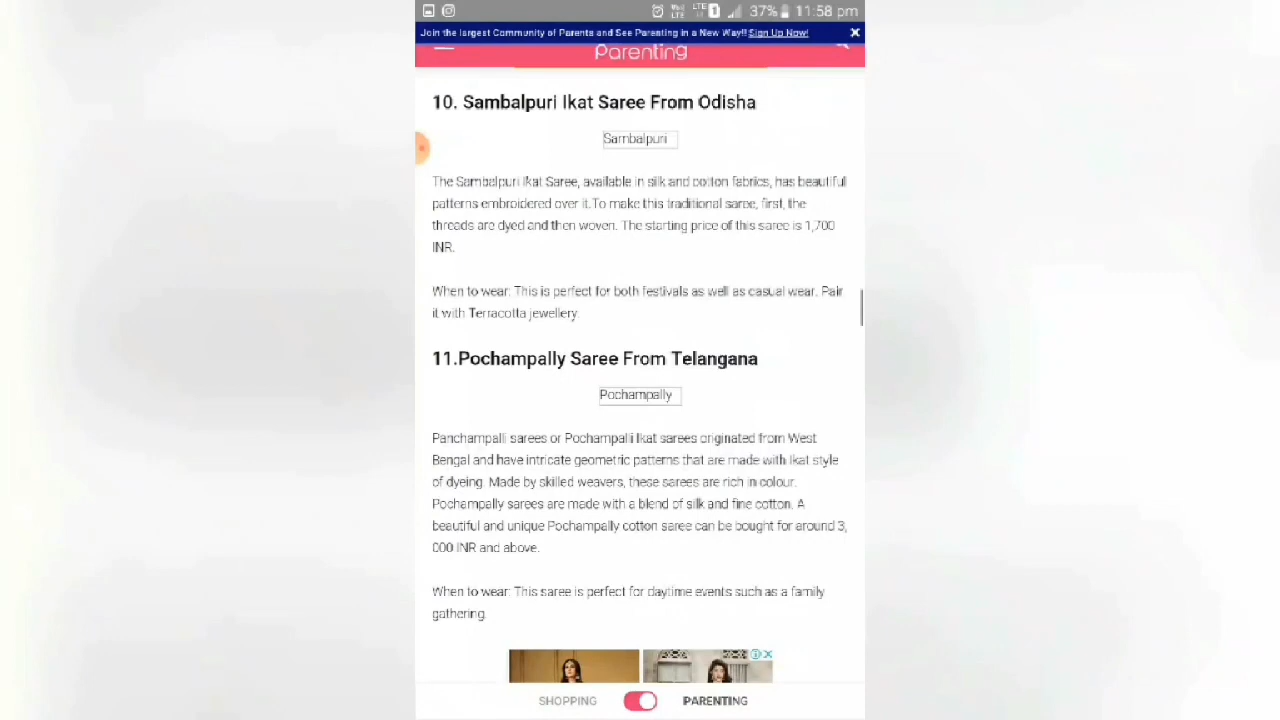 37% 11:58 pm
Join the largest Community of Parents and See Parenting in a New Way!! Sign Up Now!
Parenting
10. Sambalpuri Ikat Saree From Odisha
Sambalpuri
The Sambalpuri Ikat Saree, available in silk and cotton fabrics, has beautiful
patterns embroidered over it.To make this traditional saree, first, the
threads are dyed and then woven. The starting price of this saree is 1,700
INR.
When to wear: This is perfect for both festivals as well as casual wear. Pair
it with Terracotta jewellery.
11.Pochampally Saree From Telangana
Pochampally
Panchampalli sarees or Pochampalli Ikat sarees originated from West
Bengal and have intricate geometric patterns that are made with Ikat style
of dyeing. Made by skilled weavers, these sarees are rich in colour.
Pochampally sarees are made with a blend of silk and fine cotton. A
beautiful and unique Pochampally cotton saree can be bought for around 3,
000 INR and above.
When to wear: This saree is perfect for daytime events such as a family
gathering.
SHOPPING PARENTING